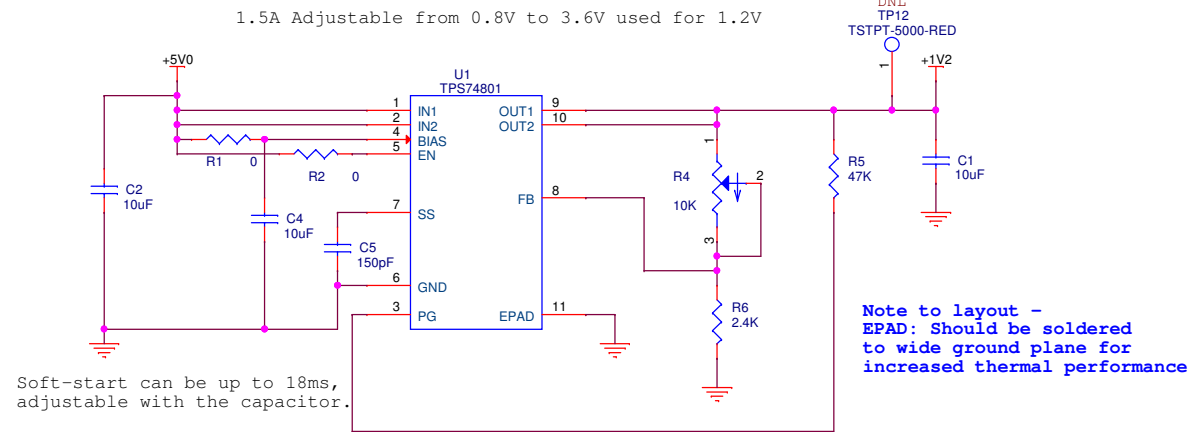 DNL
1.5A Adjustable from 0.8V to 3.6V used for 1.2V
TP12
TSTPT-5000-RED
1
+5V0
+1V2
U1
TPS74801
1 IN1
2 IN2
4 BIAS
5 EN
7 SS
6 GND
3 PG
OUT1 9
OUT2 10
FB 8
EPAD 11
R1 0
R2 0
C2
10uF
C4
10uF
C5
150pF
1
R4
10K
2
3
R5
47K
C1
10uF
R6
2.4K
Note to layout -
EPAD: Should be soldered
to wide ground plane for
increased thermal performance
Soft-start can be up to 18ms,
adjustable with the capacitor.